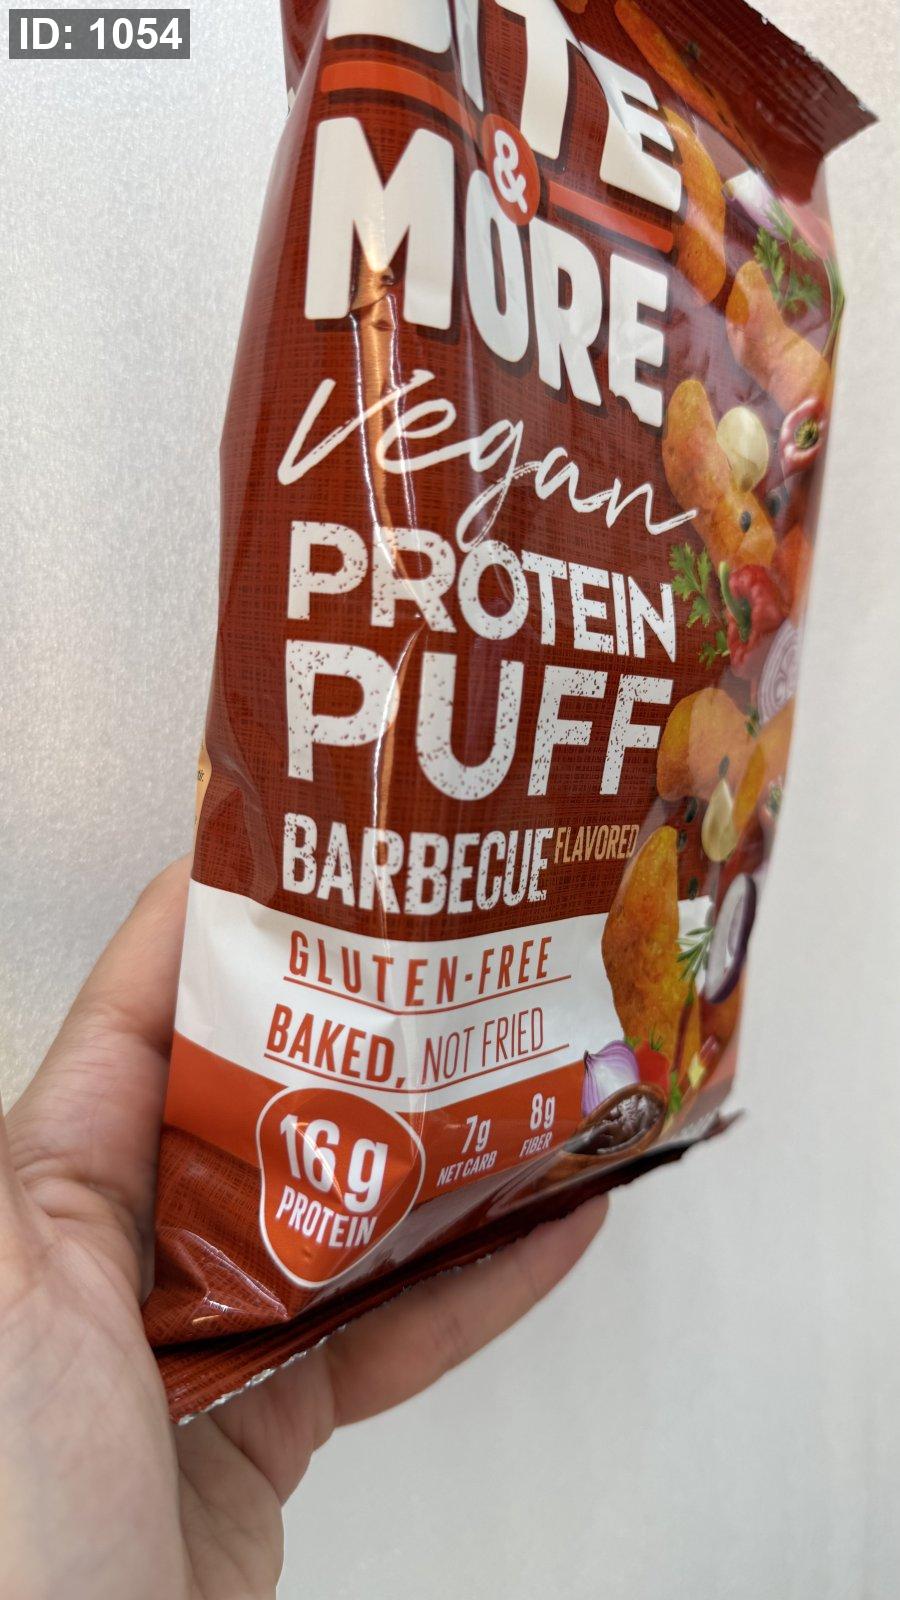 ID: 1054
&
MORE
Vegan
PROTEIN
PUFF
BARBECUE FLAVORED
GLUTEN-FREE
BAKED, NOT FRIED
16g
PROTEIN
7g
NET CARB
8g
FIBER